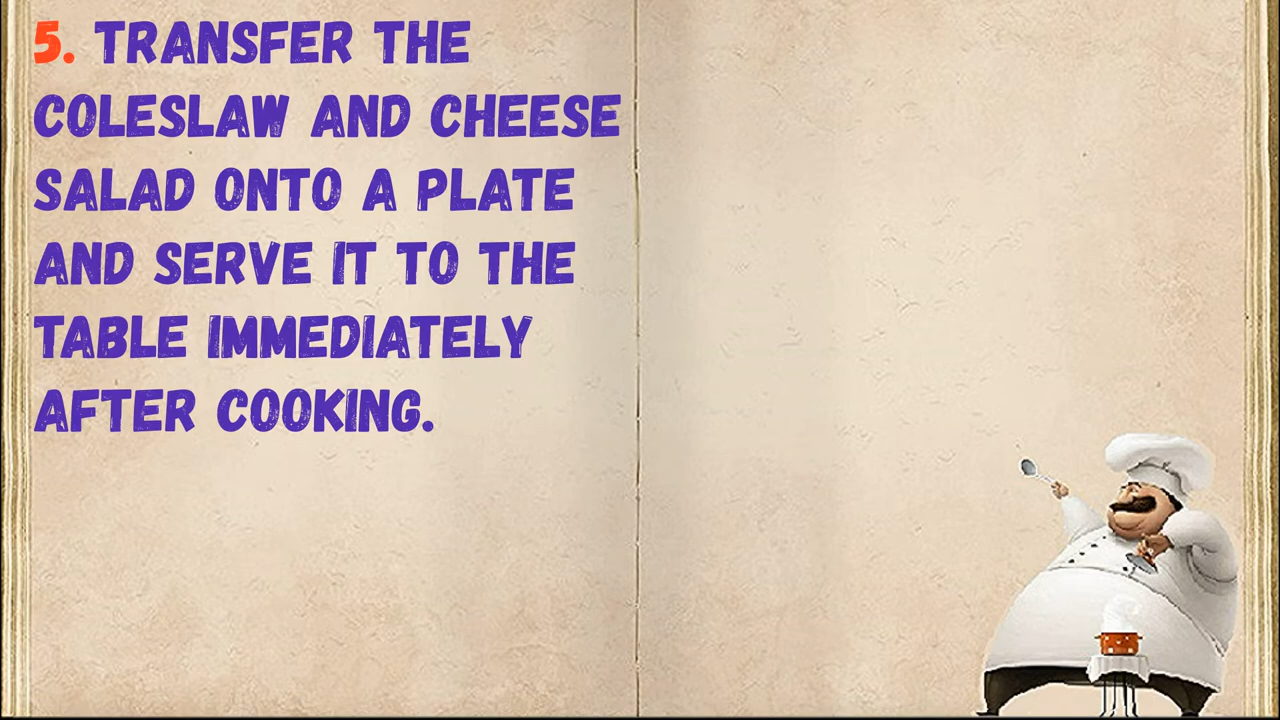 5. TRANSFER THE
COLESLAW AND CHEESE
SALAD ONTO A PLATE
AND SERVE IT TO THE
TABLE IMMEDIATELY
AFTER COOKING.